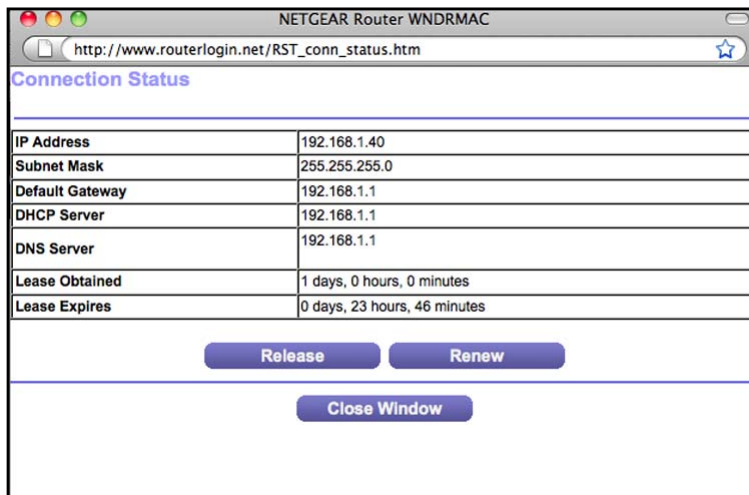 NETGEAR Router WNDRMAC
http://www.routerlogin.net/RST_conn_status.htm
Connection Status
IP Address 192.168.1.40
Subnet Mask 255.255.255.0
Default Gateway 192.168.1.1
DHCP Server 192.168.1.1
DNS Server 192.168.1.1
Lease Obtained 1 days, 0 hours, 0 minutes
Lease Expires 0 days, 23 hours, 46 minutes
Release Renew
Close Window